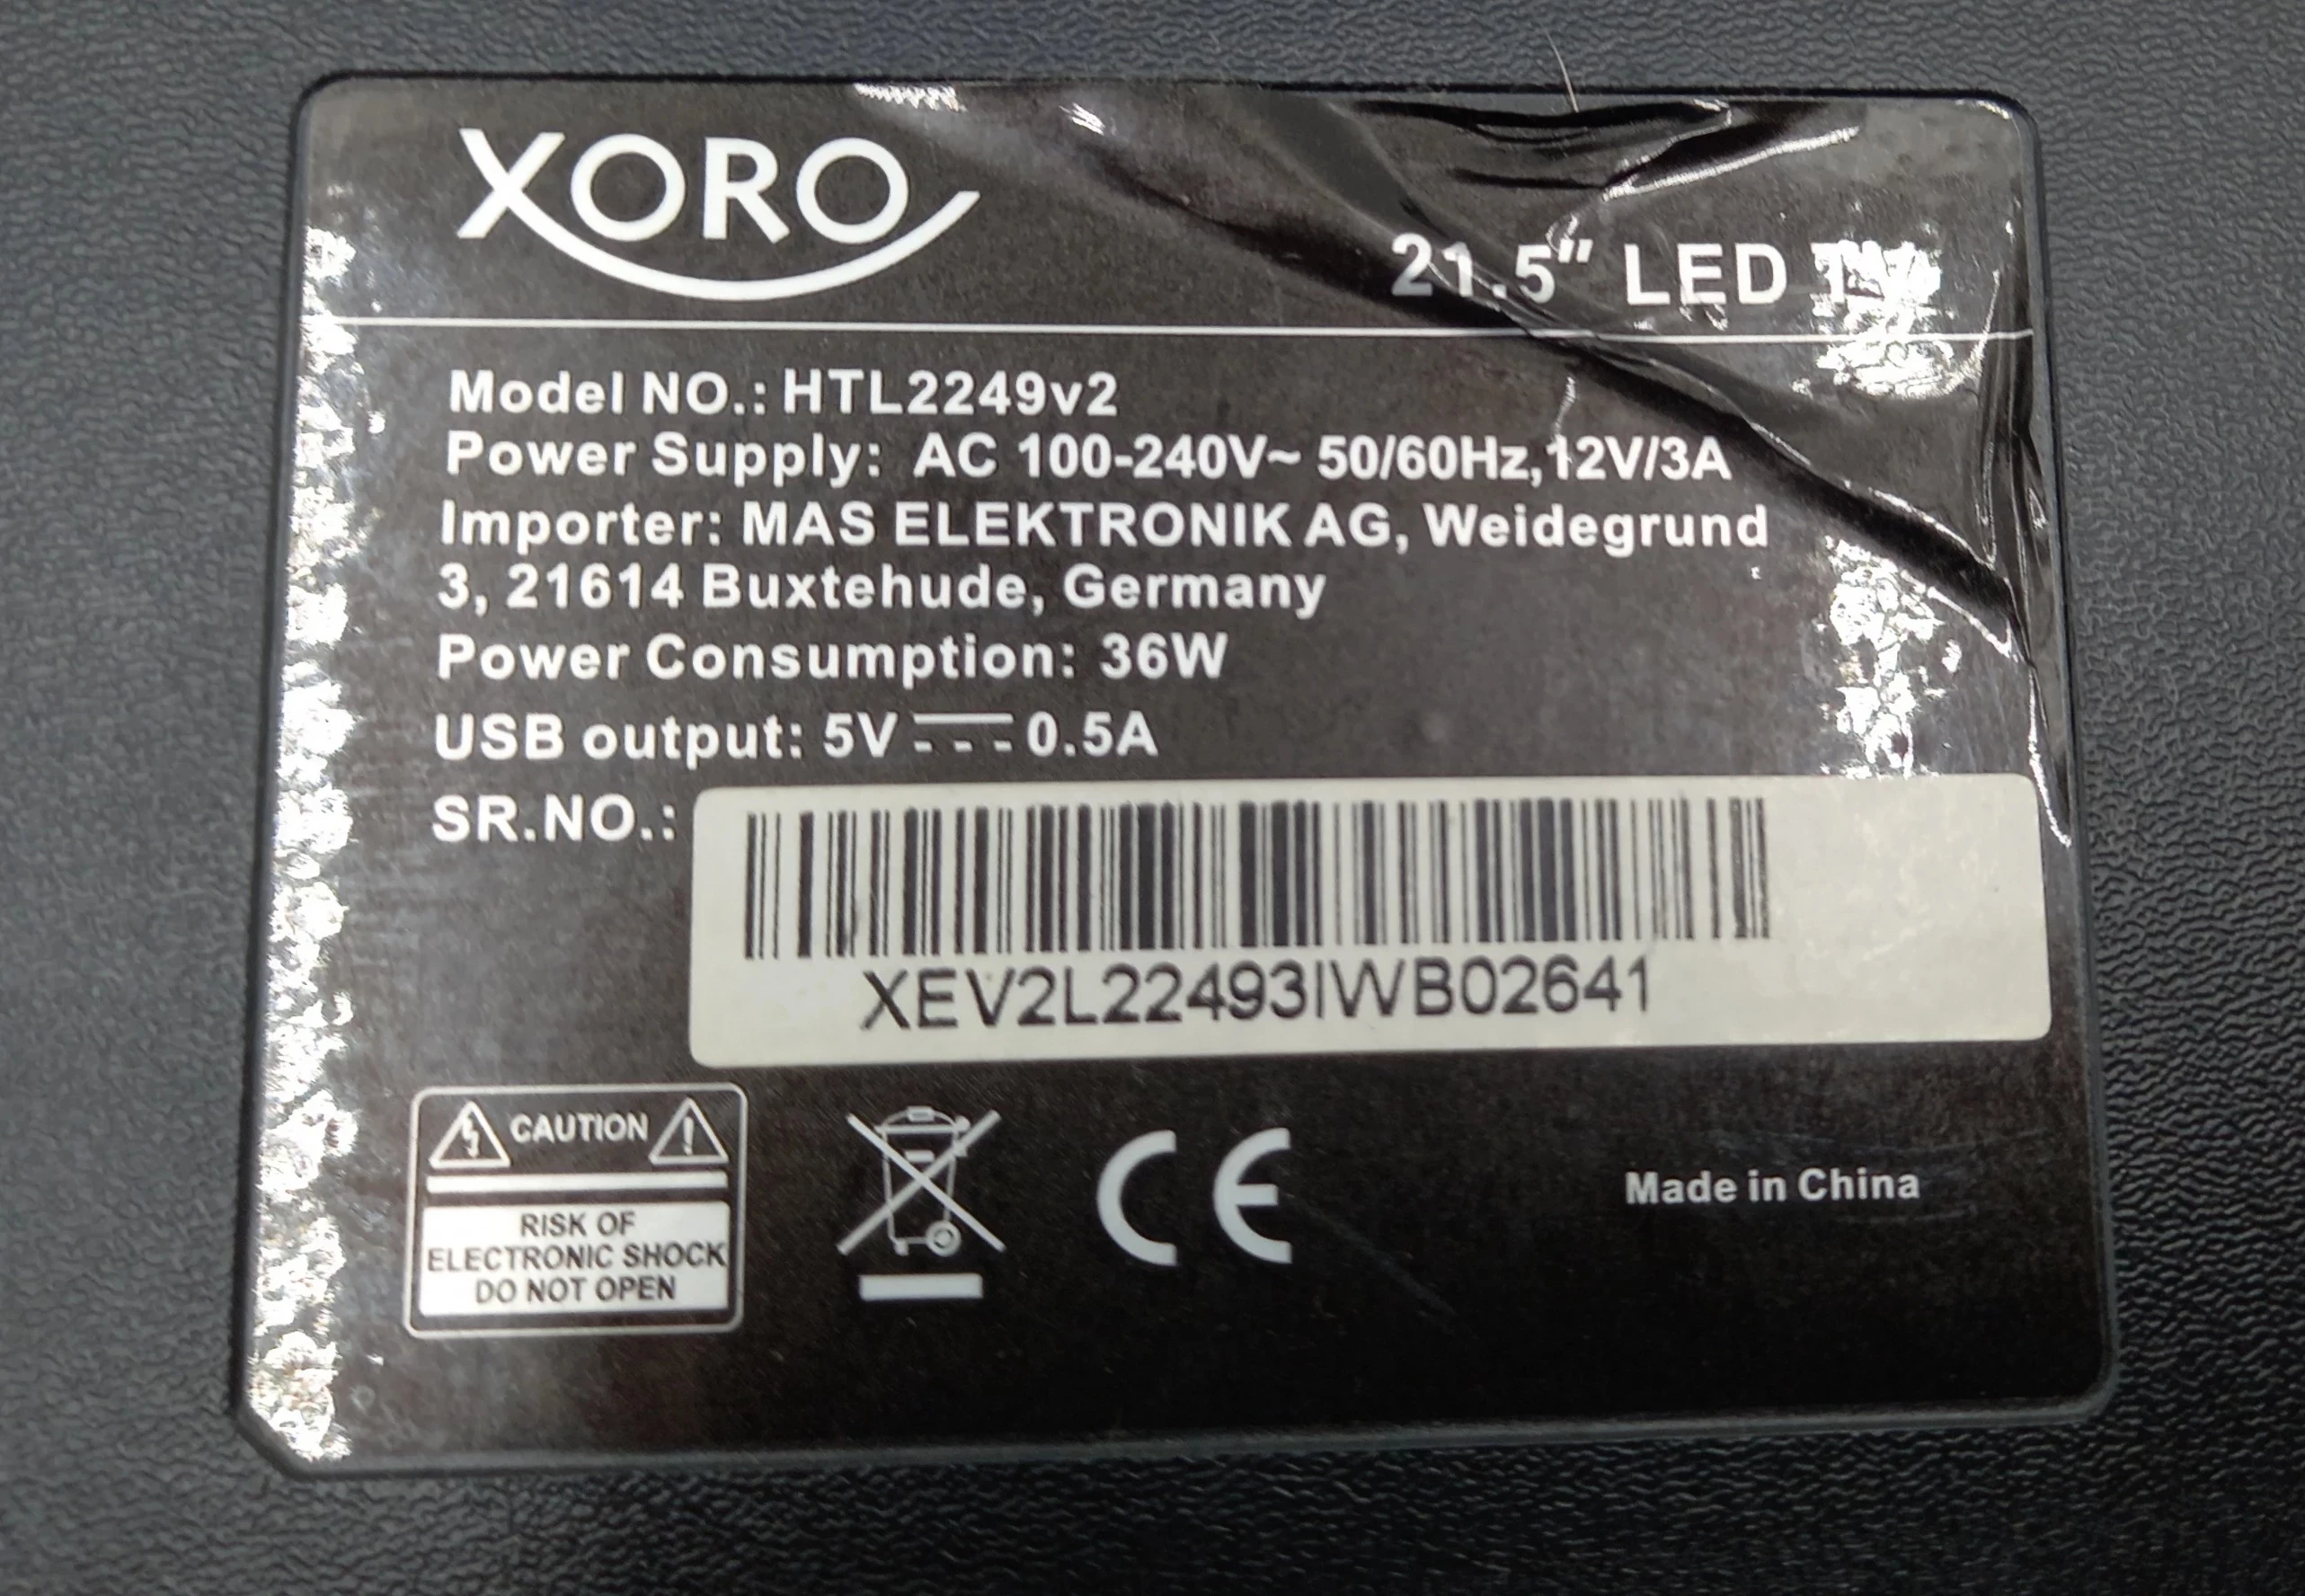 XORO
21.5" LED TV
Model NO.: HTL2249v2
Power Supply: AC 100-240V~ 50/60Hz,12V/3A
Importer: MAS ELEKTRONIK AG, Weidegrund
3, 21614 Buxtehude, Germany
Power Consumption: 36W
USB output: 5V ⎓ 0.5A
SR.NO.:
XEV2L22493IWB02641
CAUTION
RISK OF
ELECTRONIC SHOCK
DO NOT OPEN
CE
Made in China